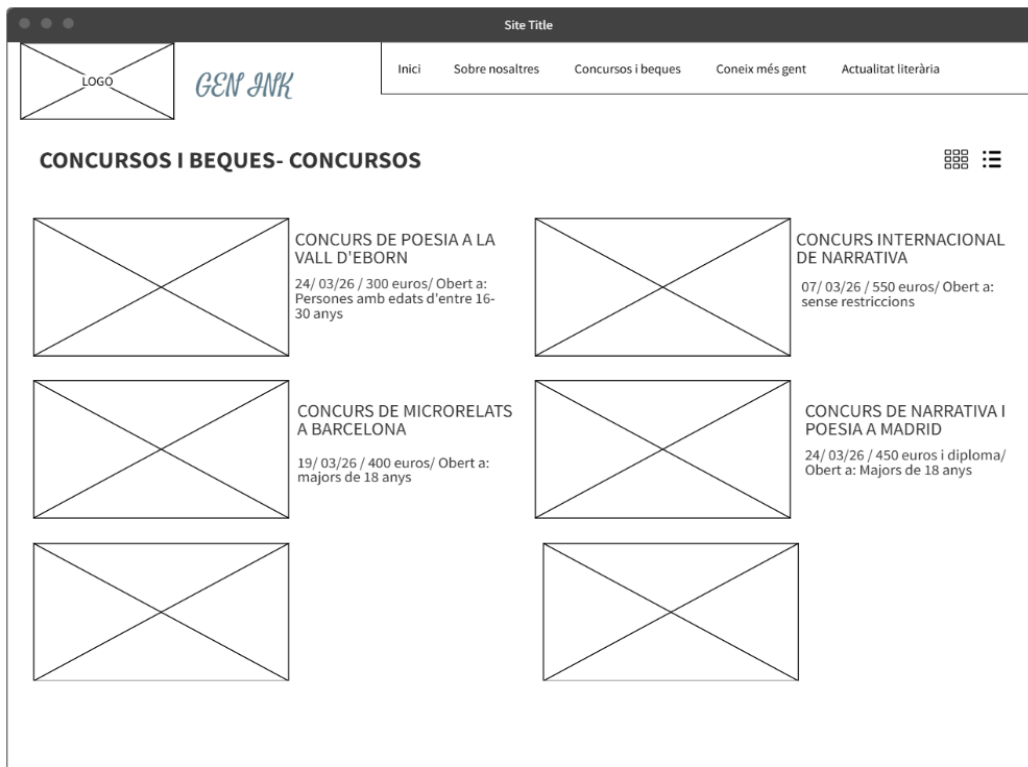 Site Title
LOGO
GEN INK
Inici
Sobre nosaltres
Concursos i beques
Coneix més gent
Actualitat literària
CONCURSOS I BEQUES- CONCURSOS
CONCURS DE POESIA A LA
VALL D'EBORN
24/ 03/26 / 300 euros/ Obert a:
Persones amb edats d'entre 16-
30 anys
CONCURS INTERNACIONAL
DE NARRATIVA
07/ 03/26 / 550 euros/ Obert a:
sense restriccions
CONCURS DE MICRORELATS
A BARCELONA
19/ 03/26 / 400 euros/ Obert a:
majors de 18 anys
CONCURS DE NARRATIVA I
POESIA A MADRID
24/ 03/26 / 450 euros i diploma/
Obert a: Majors de 18 anys